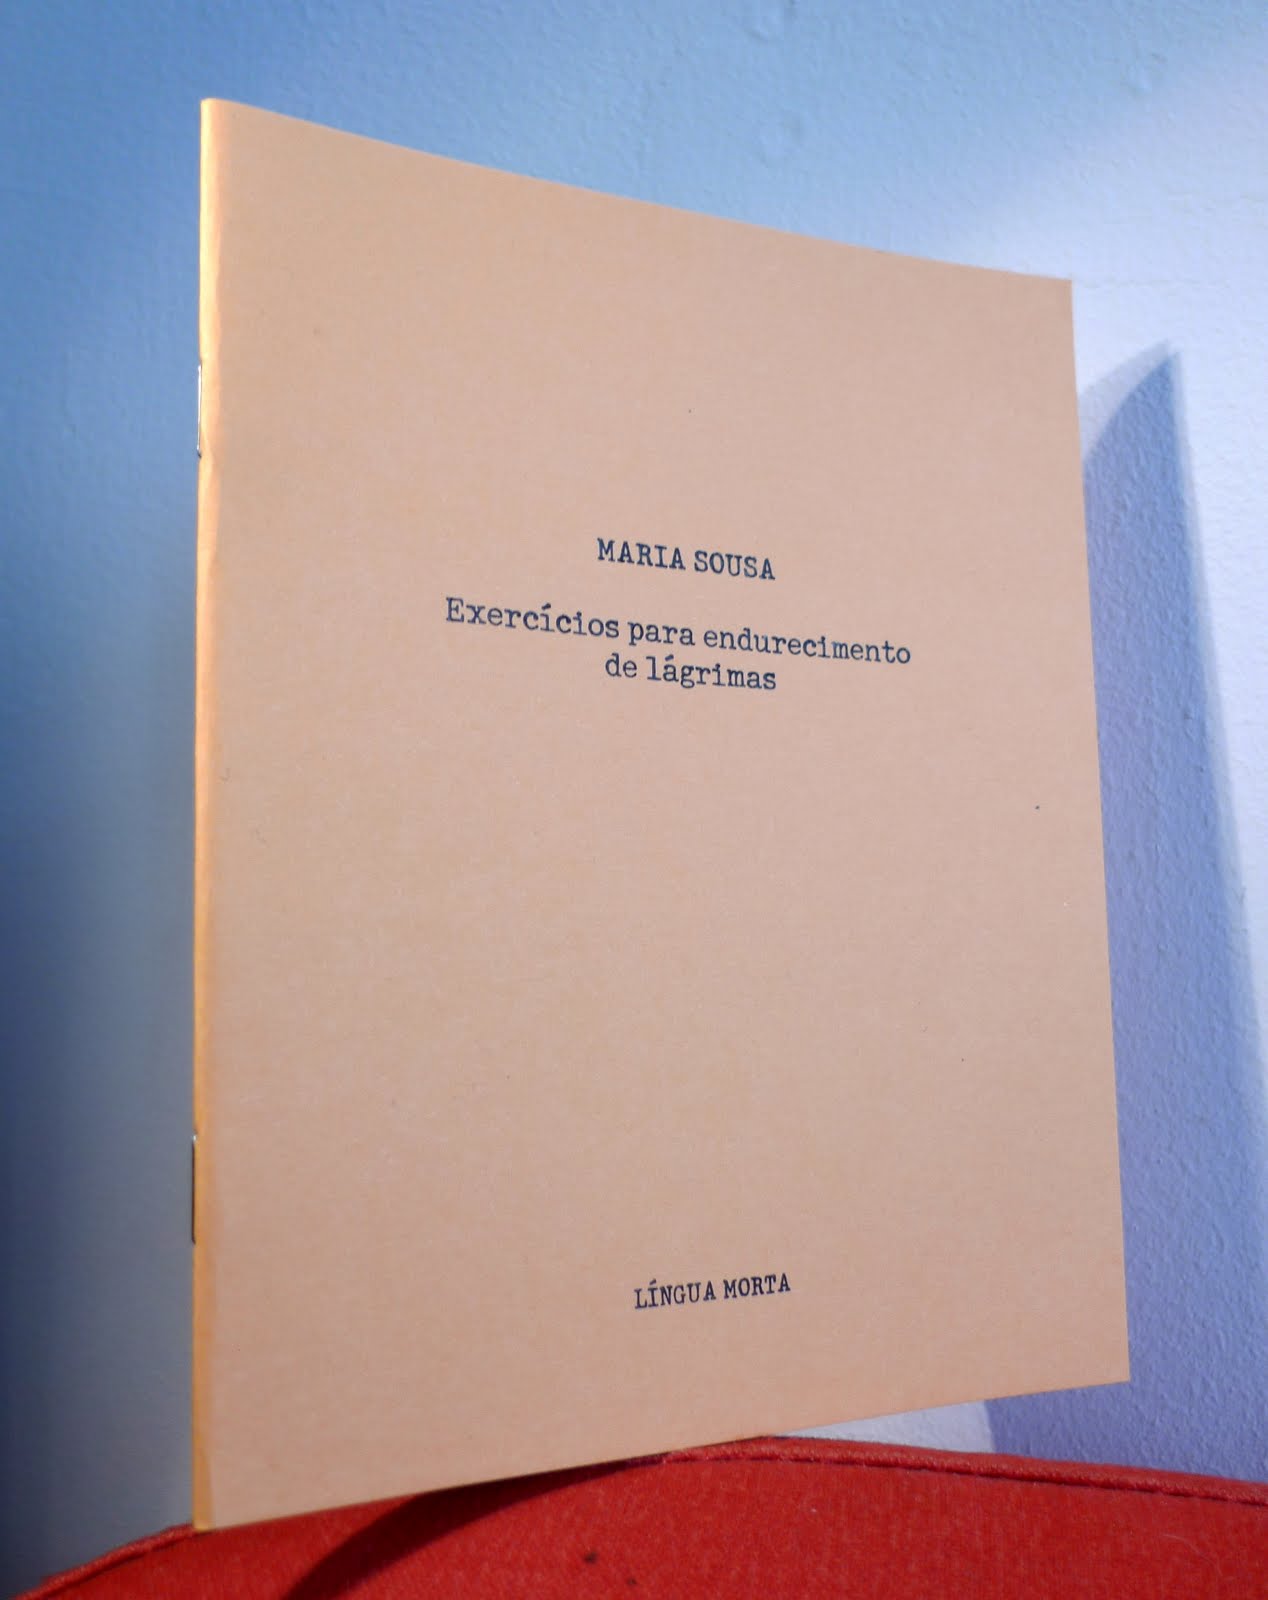 MARIA SOUSA
Exercícios para endurecimento
de lágrimas
LÍNGUA MORTA